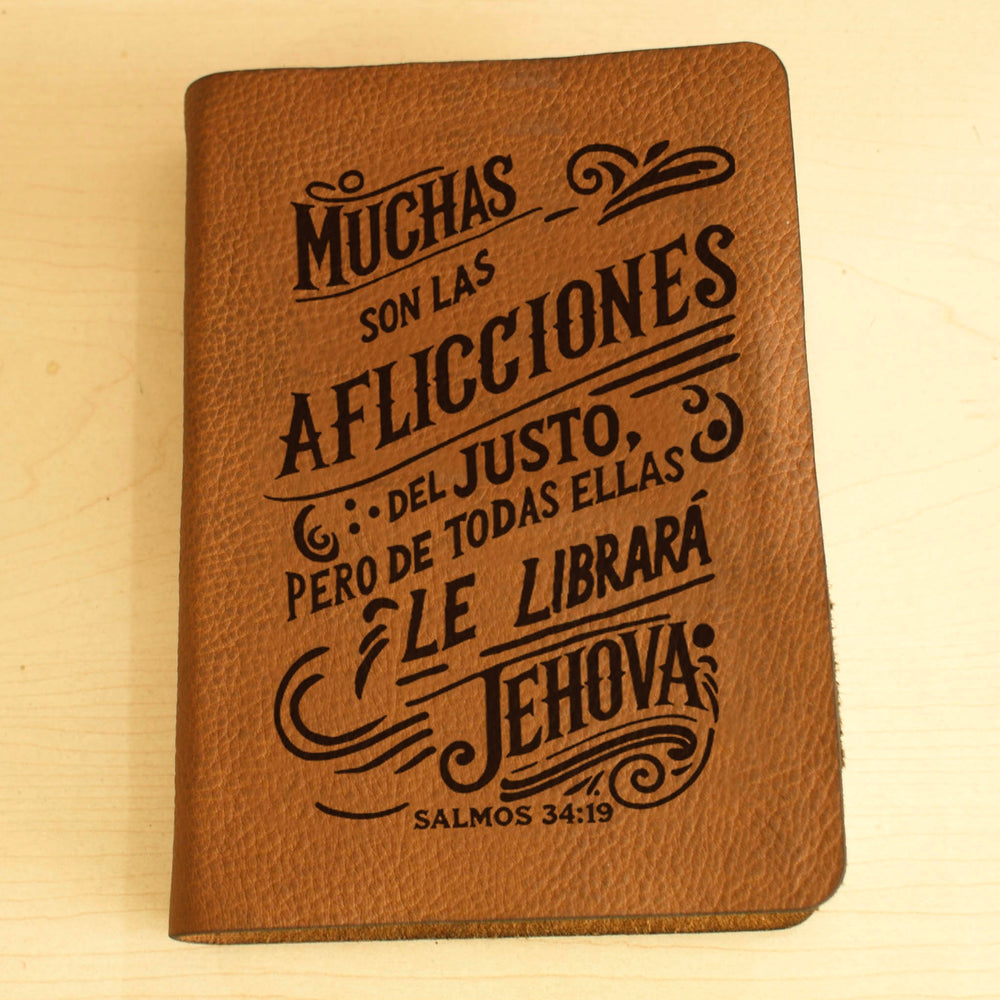 MUCHAS
SON LAS
AFLICCIONES
DEL JUSTO,
PERO DE TODAS ELLAS
LE LIBRARÁ
JEHOVA
SALMOS 34:19